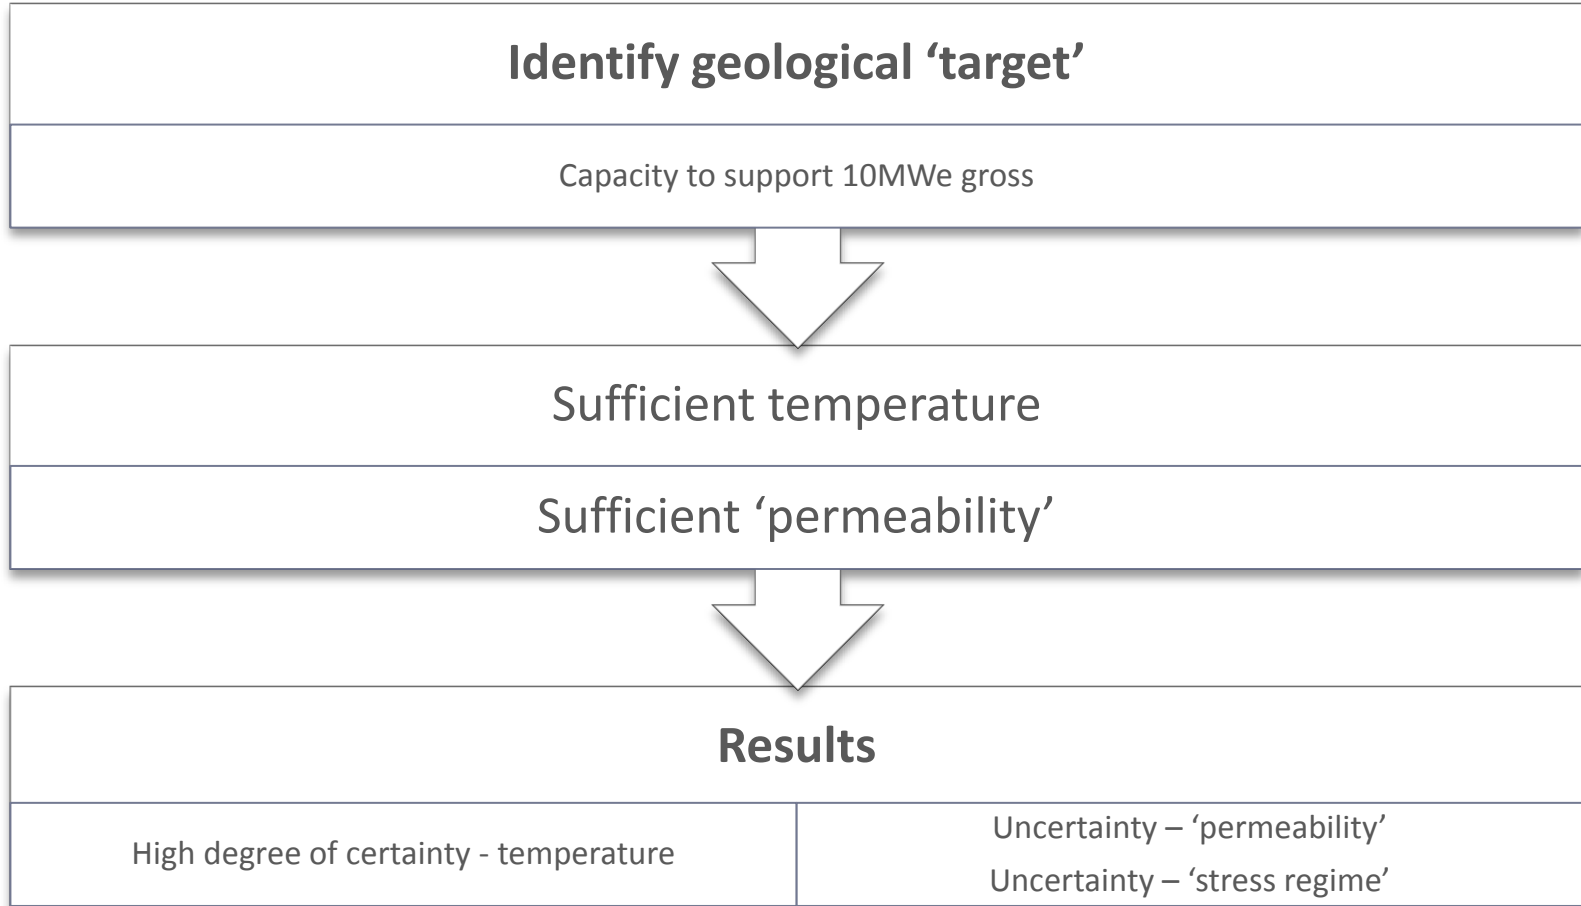 Identify geological ‘target’
Capacity to support 10MWe gross
Sufficient temperature
Sufficient ‘permeability’
Results
High degree of certainty - temperature
Uncertainty – ‘permeability’
Uncertainty – ‘stress regime’